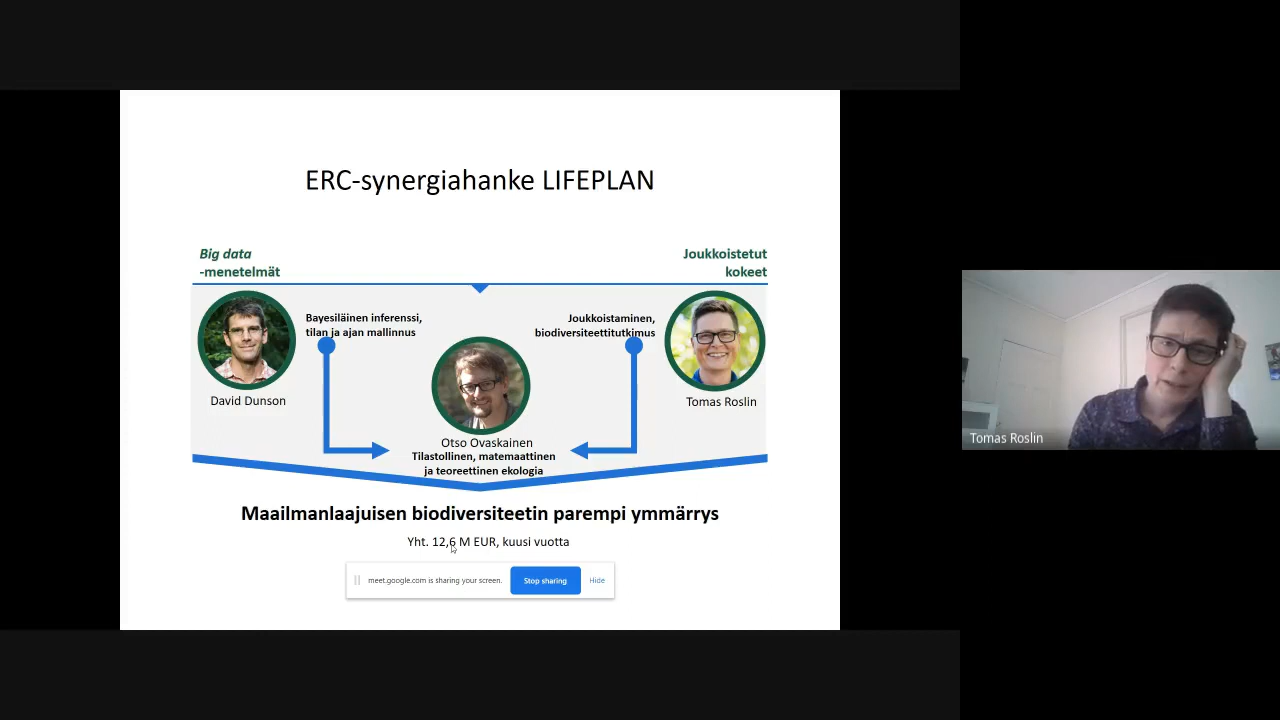 ERC-synergiahanke LIFEPLAN
Big data
-menetelmät
Joukkoistetut
kokeet
Bayesiläinen inferenssi,
tilan ja ajan mallinnus
Joukkoistaminen,
biodiversiteettitutkimus
David Dunson
Tomas Roslin
Otso Ovaskainen
Tilastollinen, matemaattinen
ja teoreettinen ekologia
Maailmanlaajuisen biodiversiteetin parempi ymmärrys
Yht. 12,6 M EUR, kuusi vuotta
meet.google.com is sharing your screen.
Stop sharing
Hide
Tomas Roslin